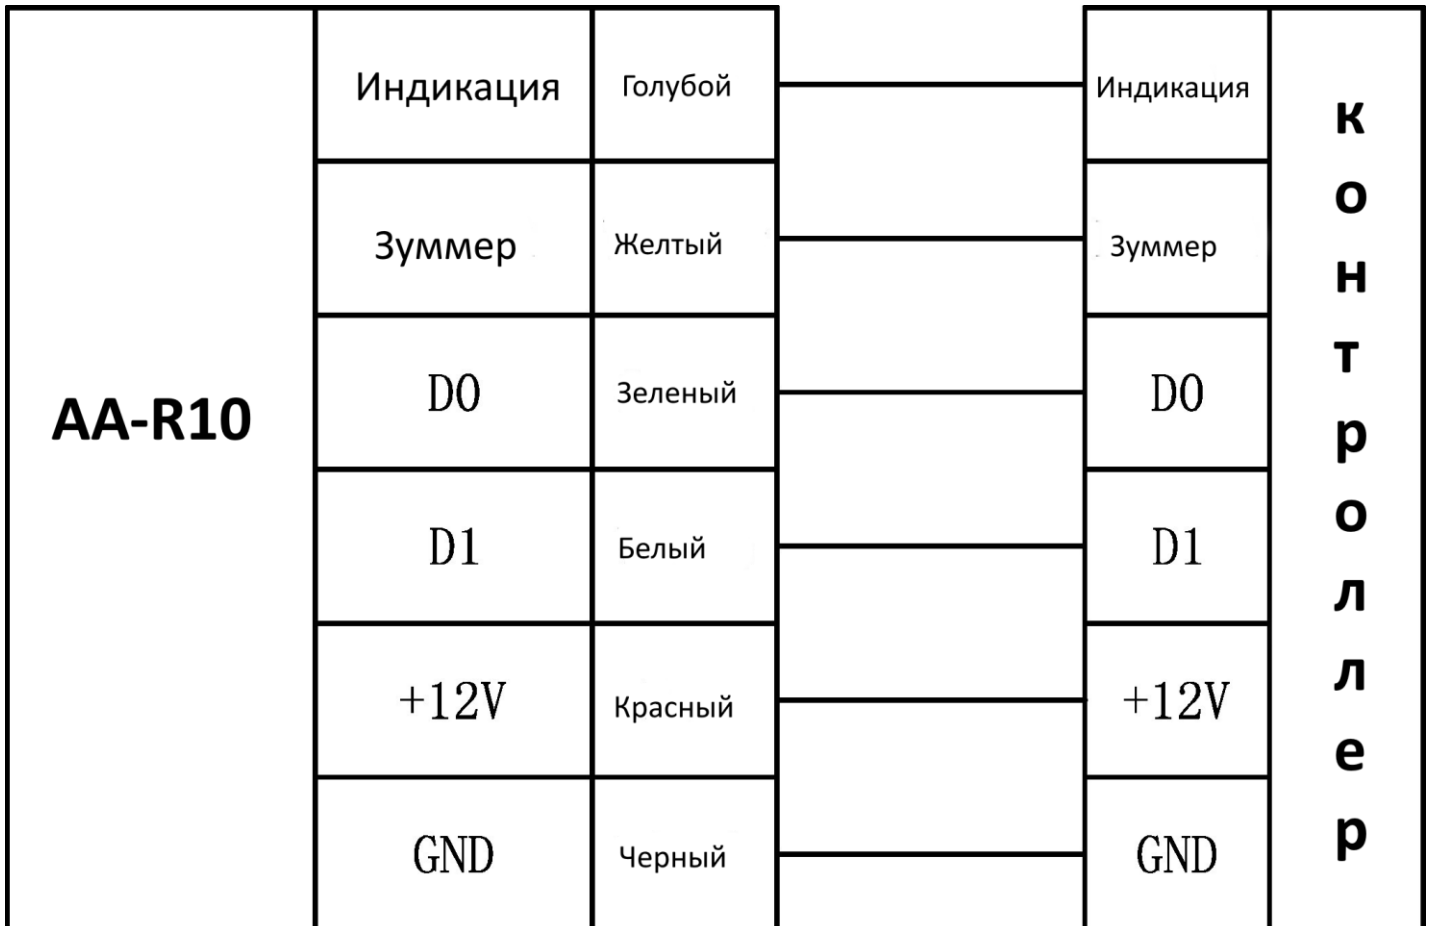 AA-R10
Индикация Голубой Индикация
Зуммер Желтый Зуммер
D0 Зеленый D0
D1 Белый D1
+12V Красный +12V
GND Черный GND
контроллер